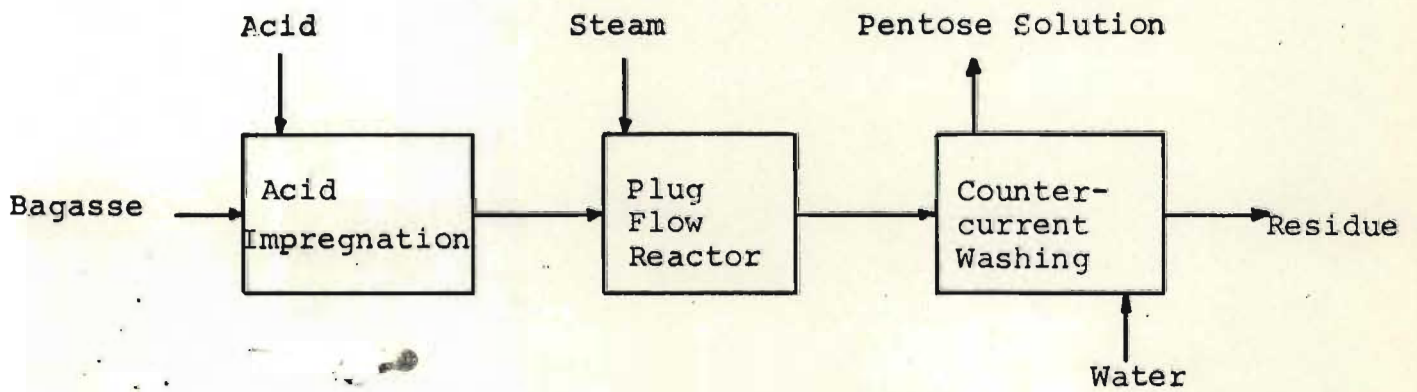 Acid
Steam
Pentose Solution
Bagasse
Acid
Impregnation
Plug
Flow
Reactor
Counter-
current
Washing
Residue
Water